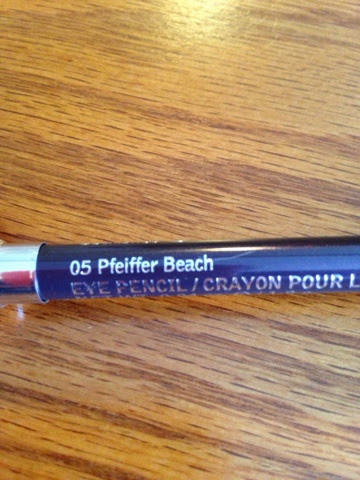 05 Pfeiffer Beach
EYE PENCIL / CRAYON POUR L